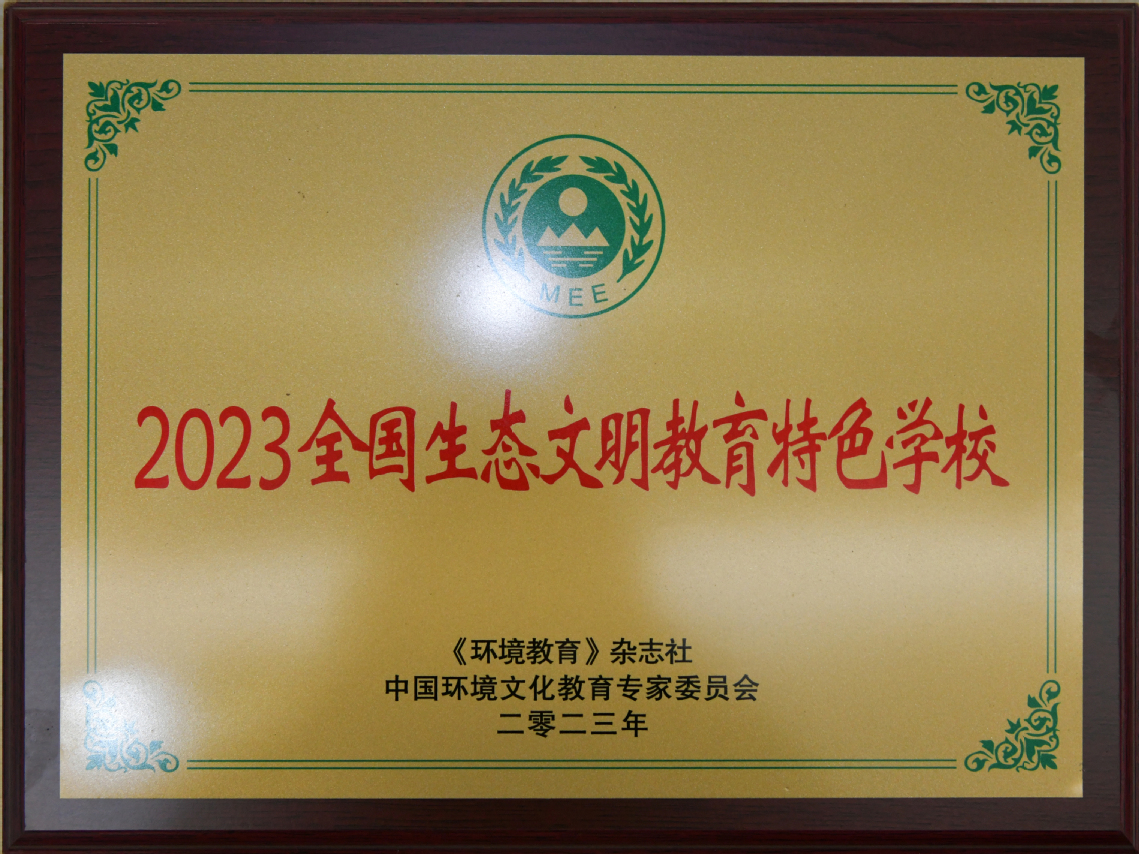 MEE
2023全国生态文明教育特色学校
《环境教育》杂志社
中国环境文化教育专家委员会
二零二三年